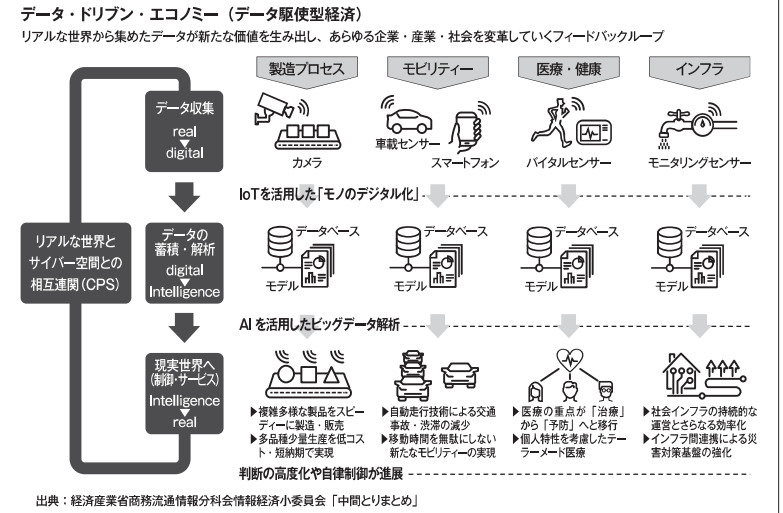 データ・ドリブン・エコノミー（データ駆使型経済）
リアルな世界から集めたデータが新たな価値を生み出し、あらゆる企業・産業・社会を変革していくフィードバックループ
製造プロセス
モビリティー
医療・健康
インフラ
データ収集
real
▼
digital
カメラ
車載センサー
スマートフォン
バイタルセンサー
モニタリングセンサー
IoTを活用した「モノのデジタル化」
リアルな世界と
サイバー空間との
相互連関（CPS）
データの
蓄積・解析
digital
▼
Intelligence
データベース
モデル
データベース
モデル
データベース
モデル
データベース
モデル
AI を活用したビッグデータ解析
現実世界へ
（制御・サービス）
Intelligence
▼
real
▶複雑多様な製品をスピー
ディーに製造・販売
▶多品種少量生産を低コス
ト・短納期で実現
▶自動走行技術による交通
事故・渋滞の減少
▶移動時間を無駄にしない
新たなモビリティーの実現
▶医療の重点が「治療」
から「予防」へと移行
▶個人特性を考慮したテー
ラーメード医療
▶社会インフラの持続的な
運営とさらなる効率化
▶インフラ間連携による災
害対策基盤の強化
判断の高度化や自律制御が進展
出典：経済産業省商務流通情報分科会情報経済小委員会「中間とりまとめ」